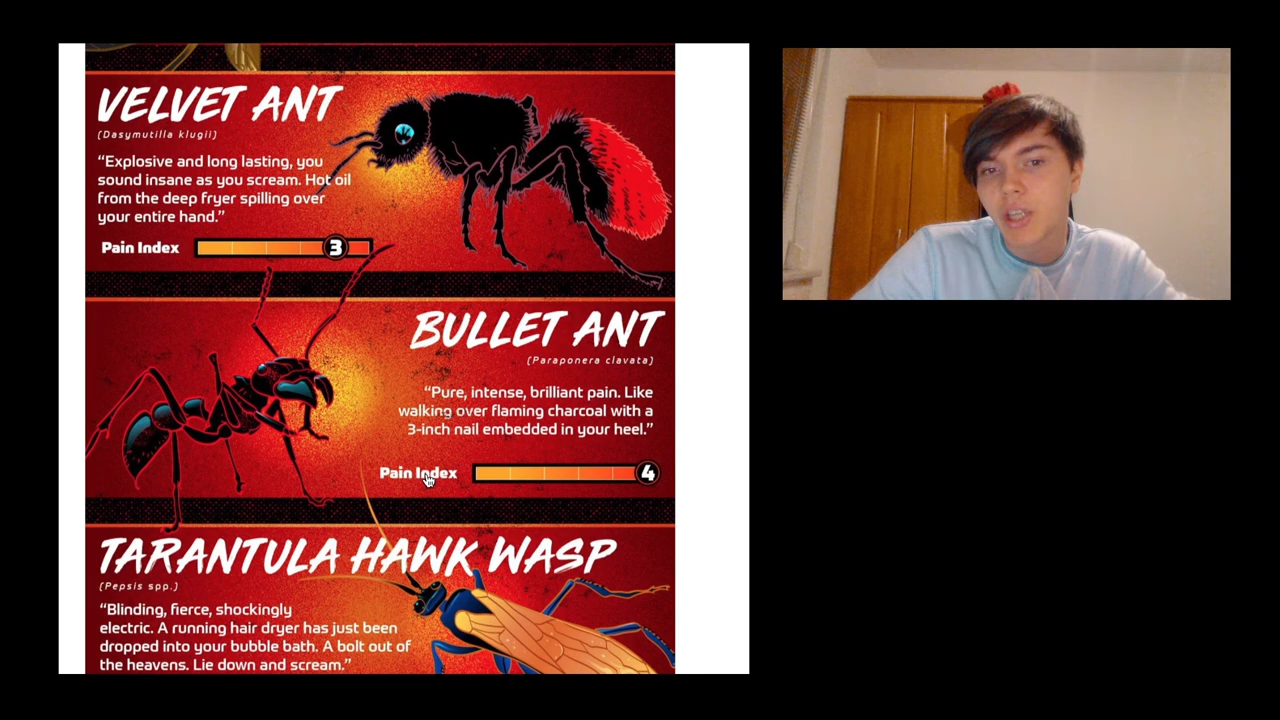 VELVET ANT
(Dasymutilla klugii)
“Explosive and long lasting, you
sound insane as you scream. Hot oil
from the deep fryer spilling over
your entire hand.”
Pain Index
3
BULLET ANT
(Paraponera clavata)
“Pure, intense, brilliant pain. Like
walking over flaming charcoal with a
3-inch nail embedded in your heel.”
Pain Index
4
TARANTULA HAWK WASP
(Pepsis spp.)
“Blinding, fierce, shockingly
electric. A running hair dryer has just been
dropped into your bubble bath. A bolt out of
the heavens. Lie down and scream.”